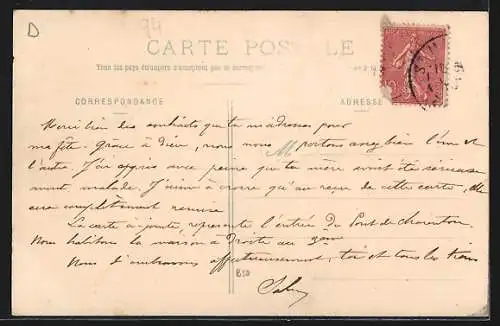 D
94
CARTE POSTALE
Tous les pays étrangers n'acceptent pas la correspondance
CORRESPONDANCE
ADRESSE
Merci bien des souhaits que tu m'adresses pour
ma fête. Grâce à Dieu, nous nous portons assez bien l'un et
M
l'autre. J'ai appris avec peine que ta mère avait été sérieuse
ment malade. J'aime à croire qu'au reçu de cette carte, elle
sera complètement remise
La carte ci-jointe, représente l'entrée du Pont de Charenton.
Nous habitons la maison à droite au 3ème
Nous t'embrassons affectueusement, toi et tous les tiens
B20